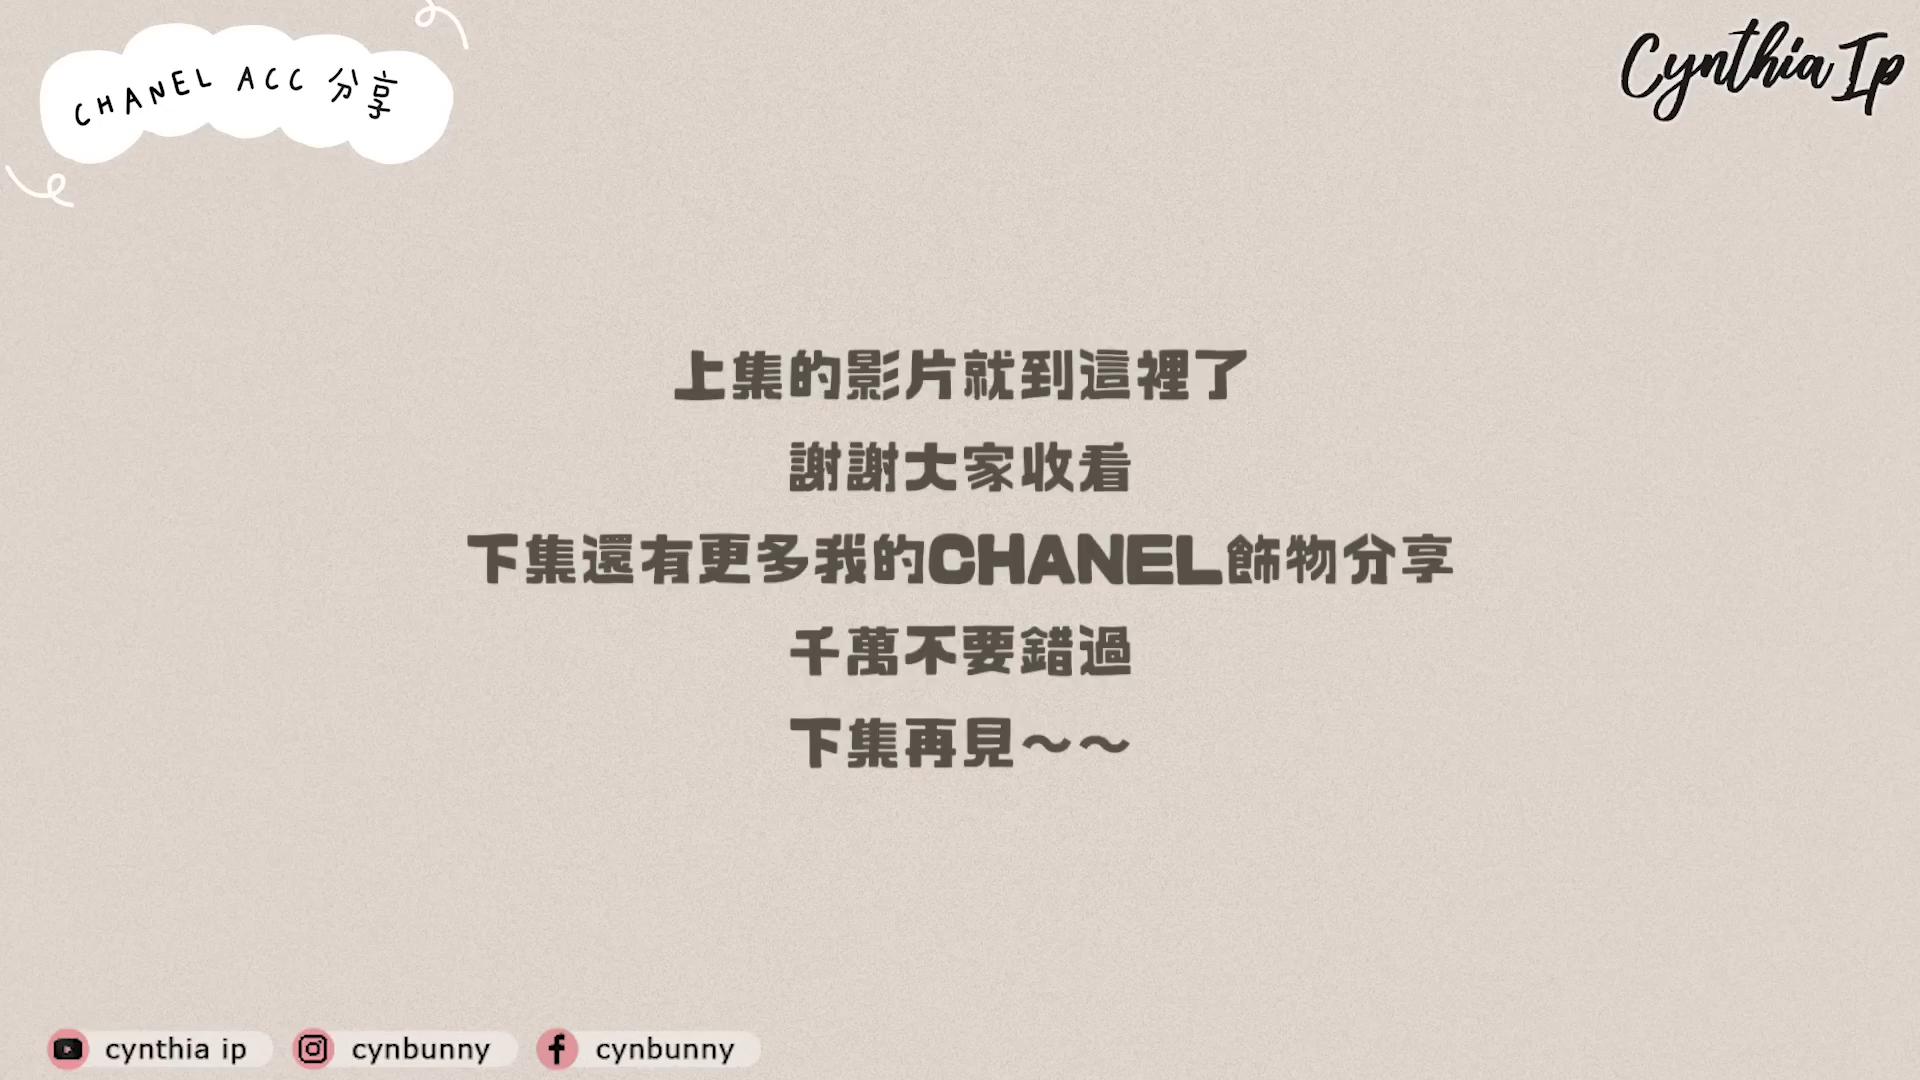 CHANEL ACC 分享
Cynthia Ip
上集的影片就到這裡了
謝謝大家收看
下集還有更多我的CHANEL飾物分享
千萬不要錯過
下集再見～～
cynthia ip
cynbunny
cynbunny